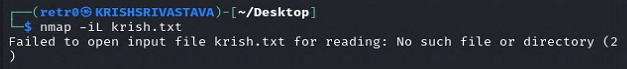 ┌──(retr0㉿KRISHSRIVASTAVA)-[~/Desktop]
└─$ nmap -iL krish.txt
Failed to open input file krish.txt for reading: No such file or directory (2
)